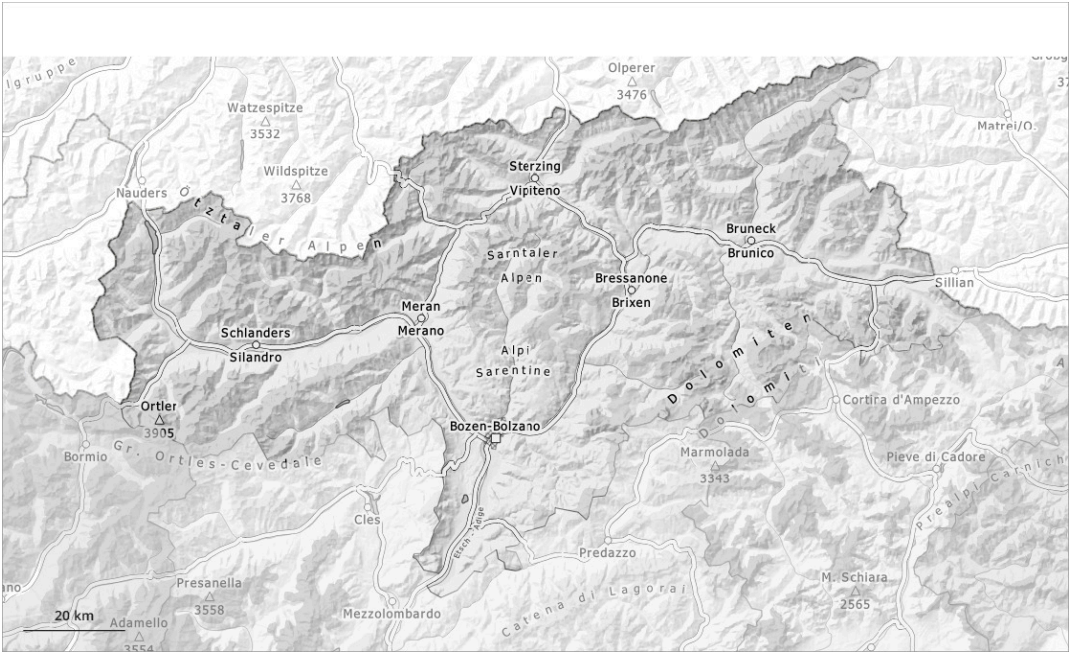 lgruppe
Olperer
3476
Watzespitze
3532
Matrei/O.
Wildspitze
3768
Nauders
Ötztaler Alpen
Sterzing
Vipiteno
Bruneck
Brunico
Sarntaler
Alpen
Bressanone
Brixen
Sillian
Meran
Merano
Schlanders
Silandro
Alpi
Sarentine
Dolomiten
Dolomiti
Ortler
3905
Cortina d'Ampezzo
Bozen-Bolzano
Gr. Ortles-Cevedale
Bormio
Marmolada
3343
Pieve di Cadore
Prealpi Carnich
Cles
Etsch - Adige
Predazzo
Presanella
3558
M. Schiara
2565
Mezzolombardo
Catena di Lagorai
ano
20 km
Adamello
3554